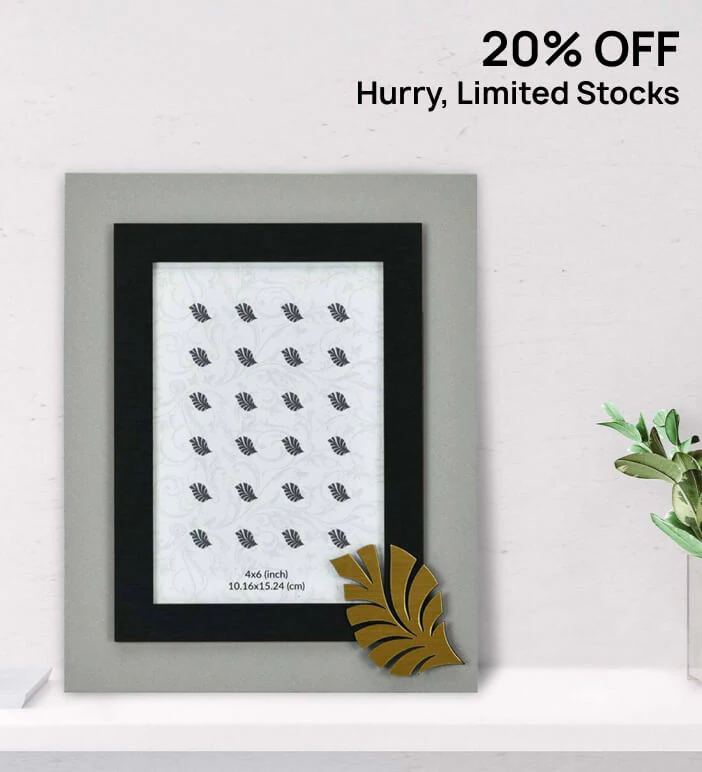 20% OFF
Hurry, Limited Stocks
4x6 (inch)
10.16x15.24 (cm)